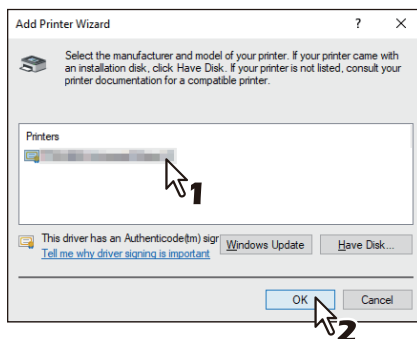 Add Printer Wizard ? ×
Select the manufacturer and model of your printer. If your printer came with
an installation disk, click Have Disk. If your printer is not listed, consult your
printer documentation for a compatible printer.
Printers
1
This driver has an Authenticode(tm) sigr
Windows Update
Have Disk...
Tell me why driver signing is important
OK
Cancel
2